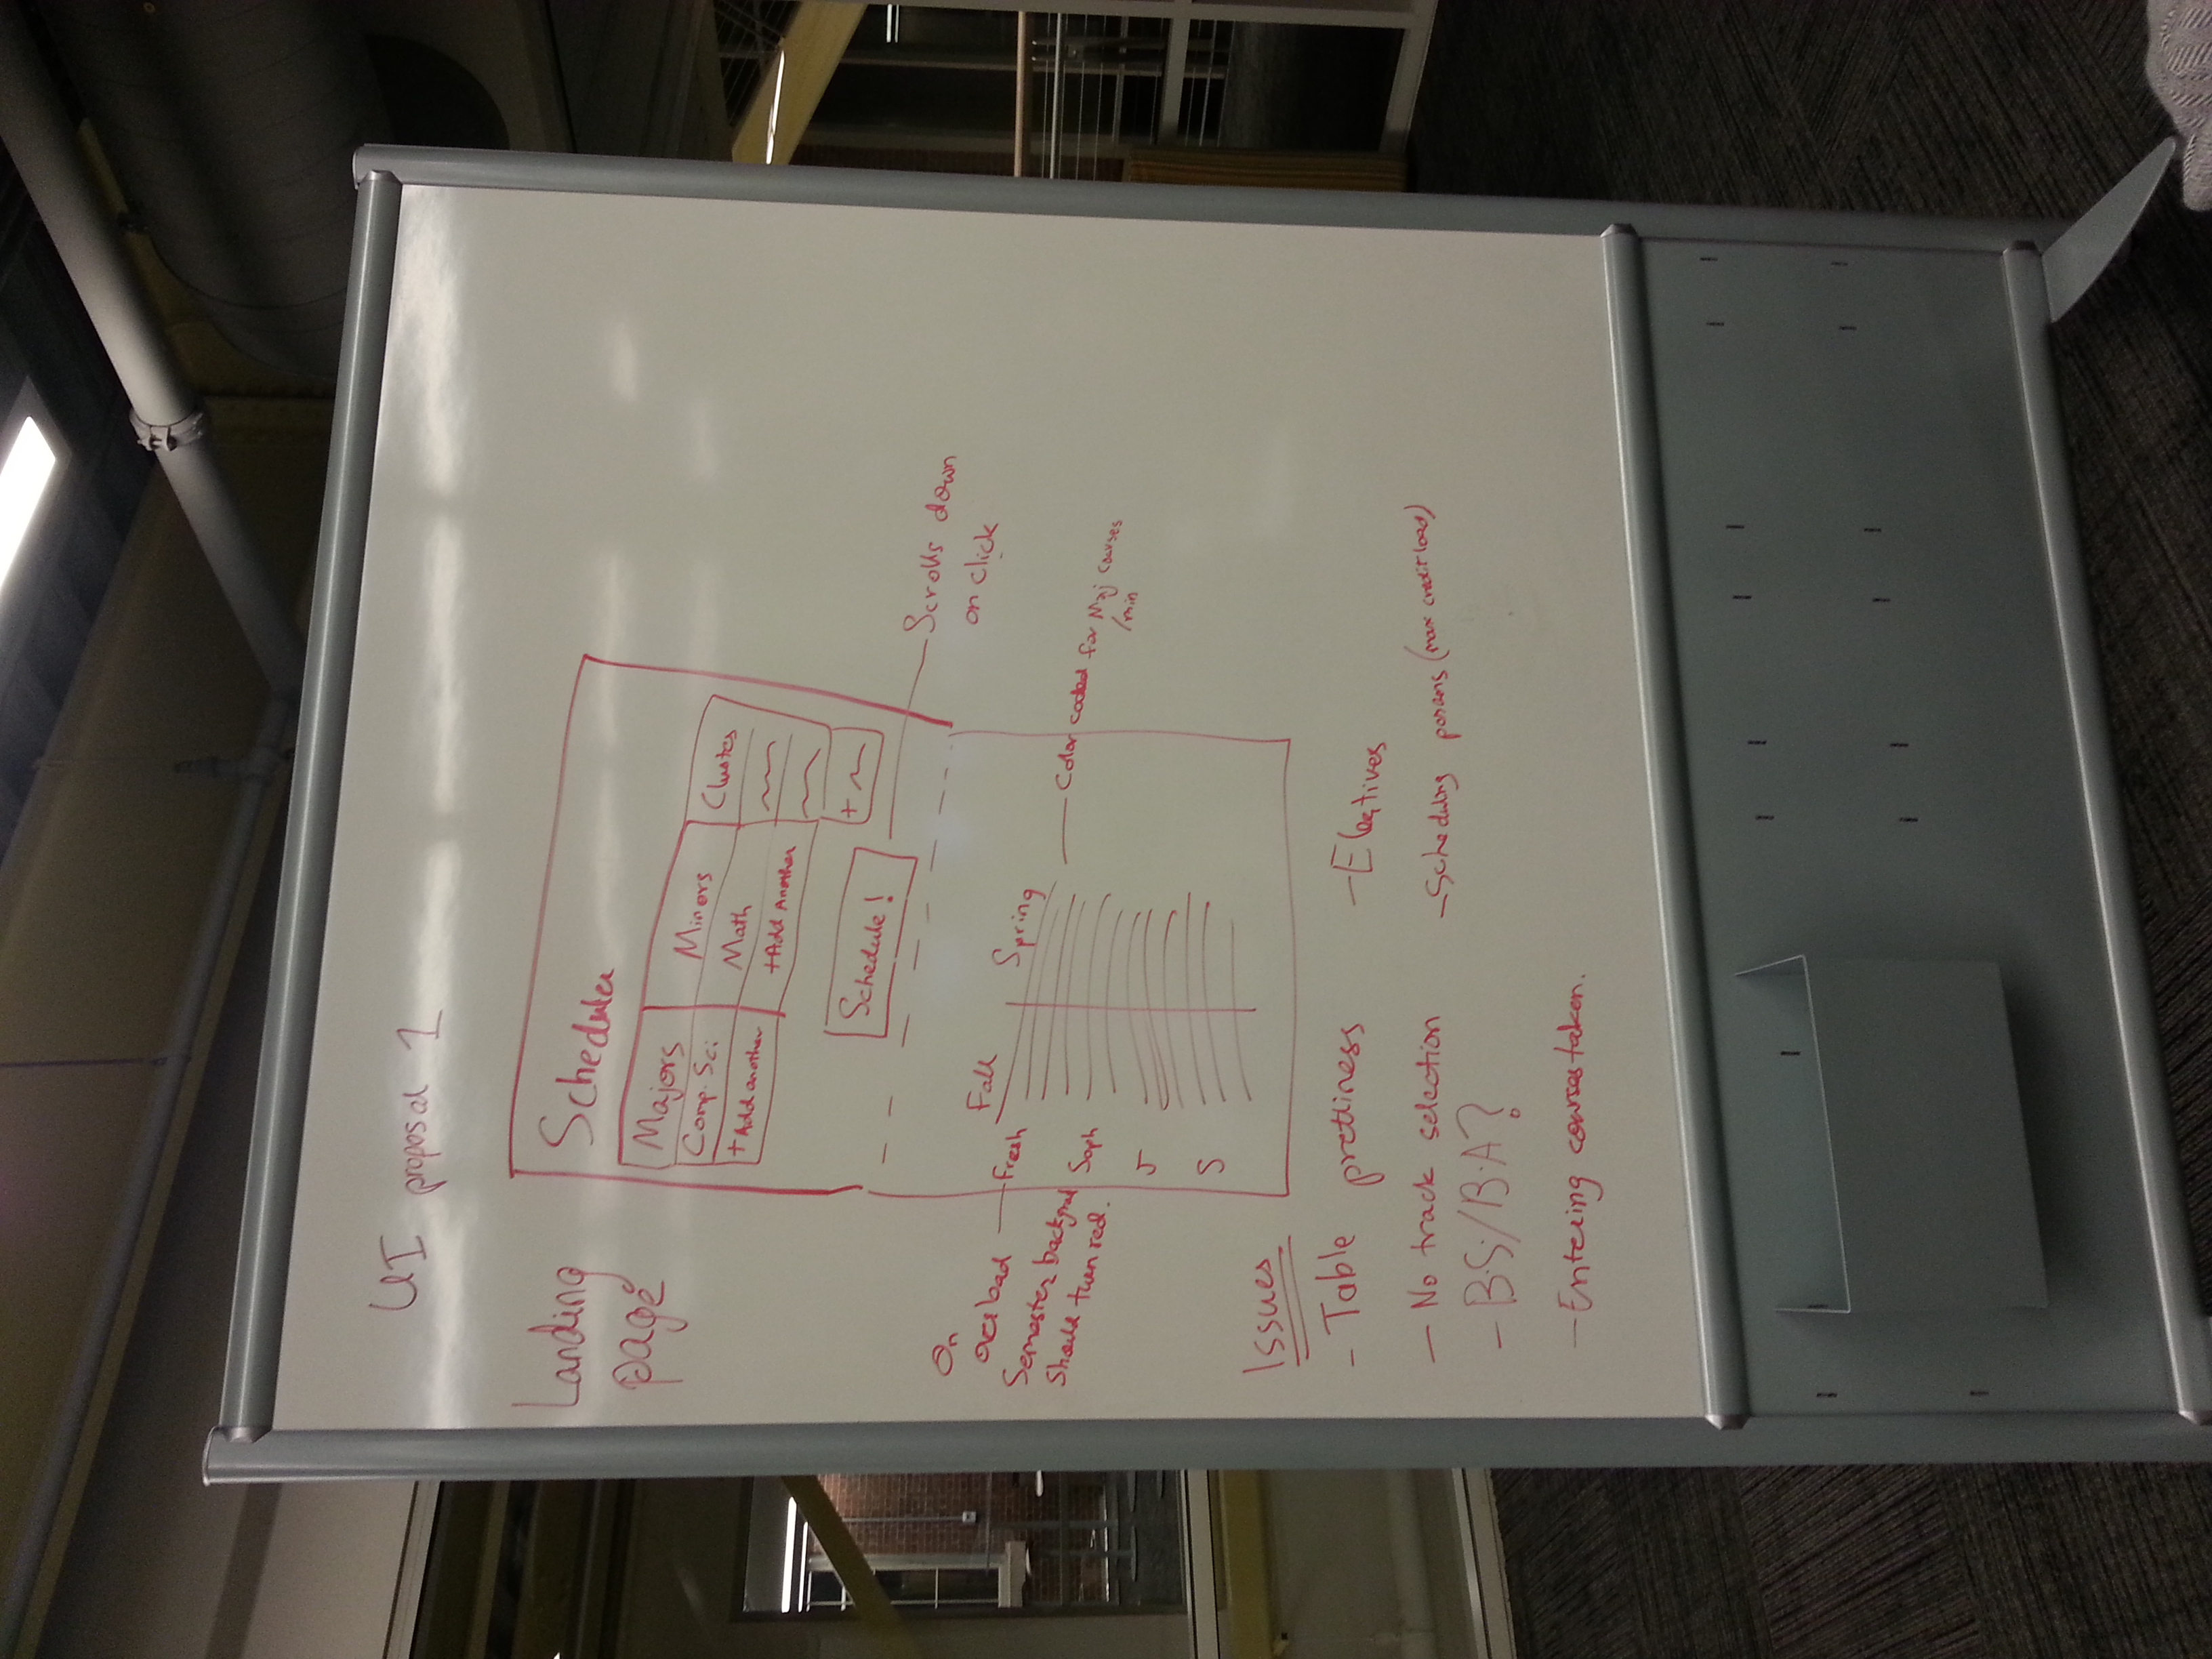 UI proposal 1
Landing
page
Scheduler
Majors Minors Clusters
Comp. Sci. Math
+ Add another +Add Another
+
Schedule!
Scrolls down
on click
On
overload
Semester backgrnd
Should turn red.
Fall Spring
Fresh
Soph
J
S
Color coded for Maj courses
/min
Issues
- Table prettiness
- No track selection
- B.S/B.A?
- Entering courses taken.
- Electives
- Scheduling params (max credit load)